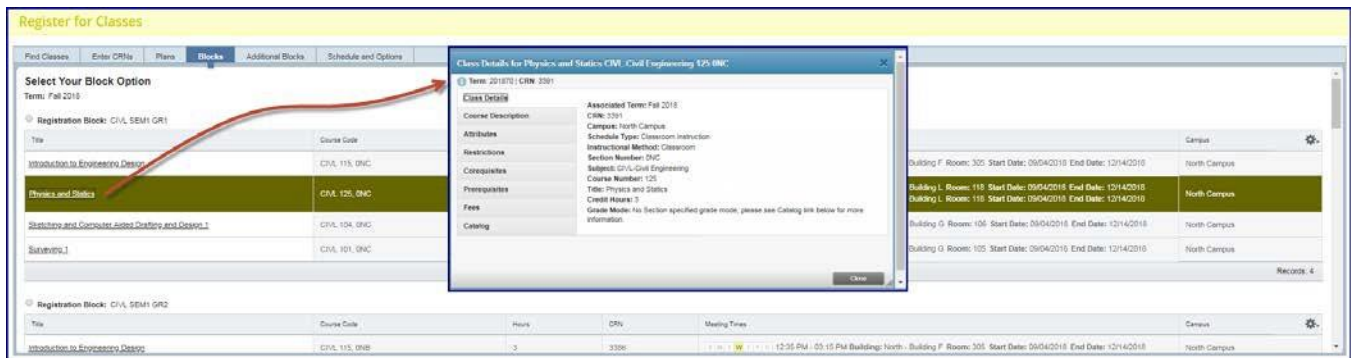 Register for Classes
Find Classes Enter CRNs Plans Blocks Additional Blocks Schedule and Options
Select Your Block Option
Term: Fall 2018
Registration Block: CIVL SEM1 GR1
Title Course Code Campus
Introduction to Engineering Design CIVL 115, 0NC Building F Room: 305 Start Date: 09/04/2018 End Date: 12/14/2018 North Campus
Physics and Statics CIVL 125, 0NC Building L Room: 118 Start Date: 09/04/2018 End Date: 12/14/2018 North Campus
Building L Room: 118 Start Date: 09/04/2018 End Date: 12/14/2018
Sketching and Computer Aided Drafting and Design 1 CIVL 104, 0NC Building G Room: 106 Start Date: 09/04/2018 End Date: 12/14/2018 North Campus
Surveying 1 CIVL 101, 0NC Building G Room: 105 Start Date: 09/04/2018 End Date: 12/14/2018 North Campus
Records: 4
Class Details for Physics and Statics CIVL-Civil Engineering 125 0NC
Term: 201870 | CRN: 3391
Class Details
Course Description
Attributes
Restrictions
Corequisites
Prerequisites
Fees
Catalog
Associated Term: Fall 2018
CRN: 3391
Campus: North Campus
Schedule Type: Classroom Instruction
Instructional Method: Classroom
Section Number: 0NC
Subject: CIVL-Civil Engineering
Course Number: 125
Title: Physics and Statics
Credit Hours: 3
Grade Mode: No Section specified grade mode, please see Catalog link below for more
information.
Close
Registration Block: CIVL SEM1 GR2
Title Course Code Hours CRN Meeting Times Campus
Introduction to Engineering Design CIVL 115, 0NB 3 3386 W 12:35 PM - 03:15 PM Building: North - Building F Room: 305 Start Date: 09/04/2018 End Date: 12/14/2018 North Campus